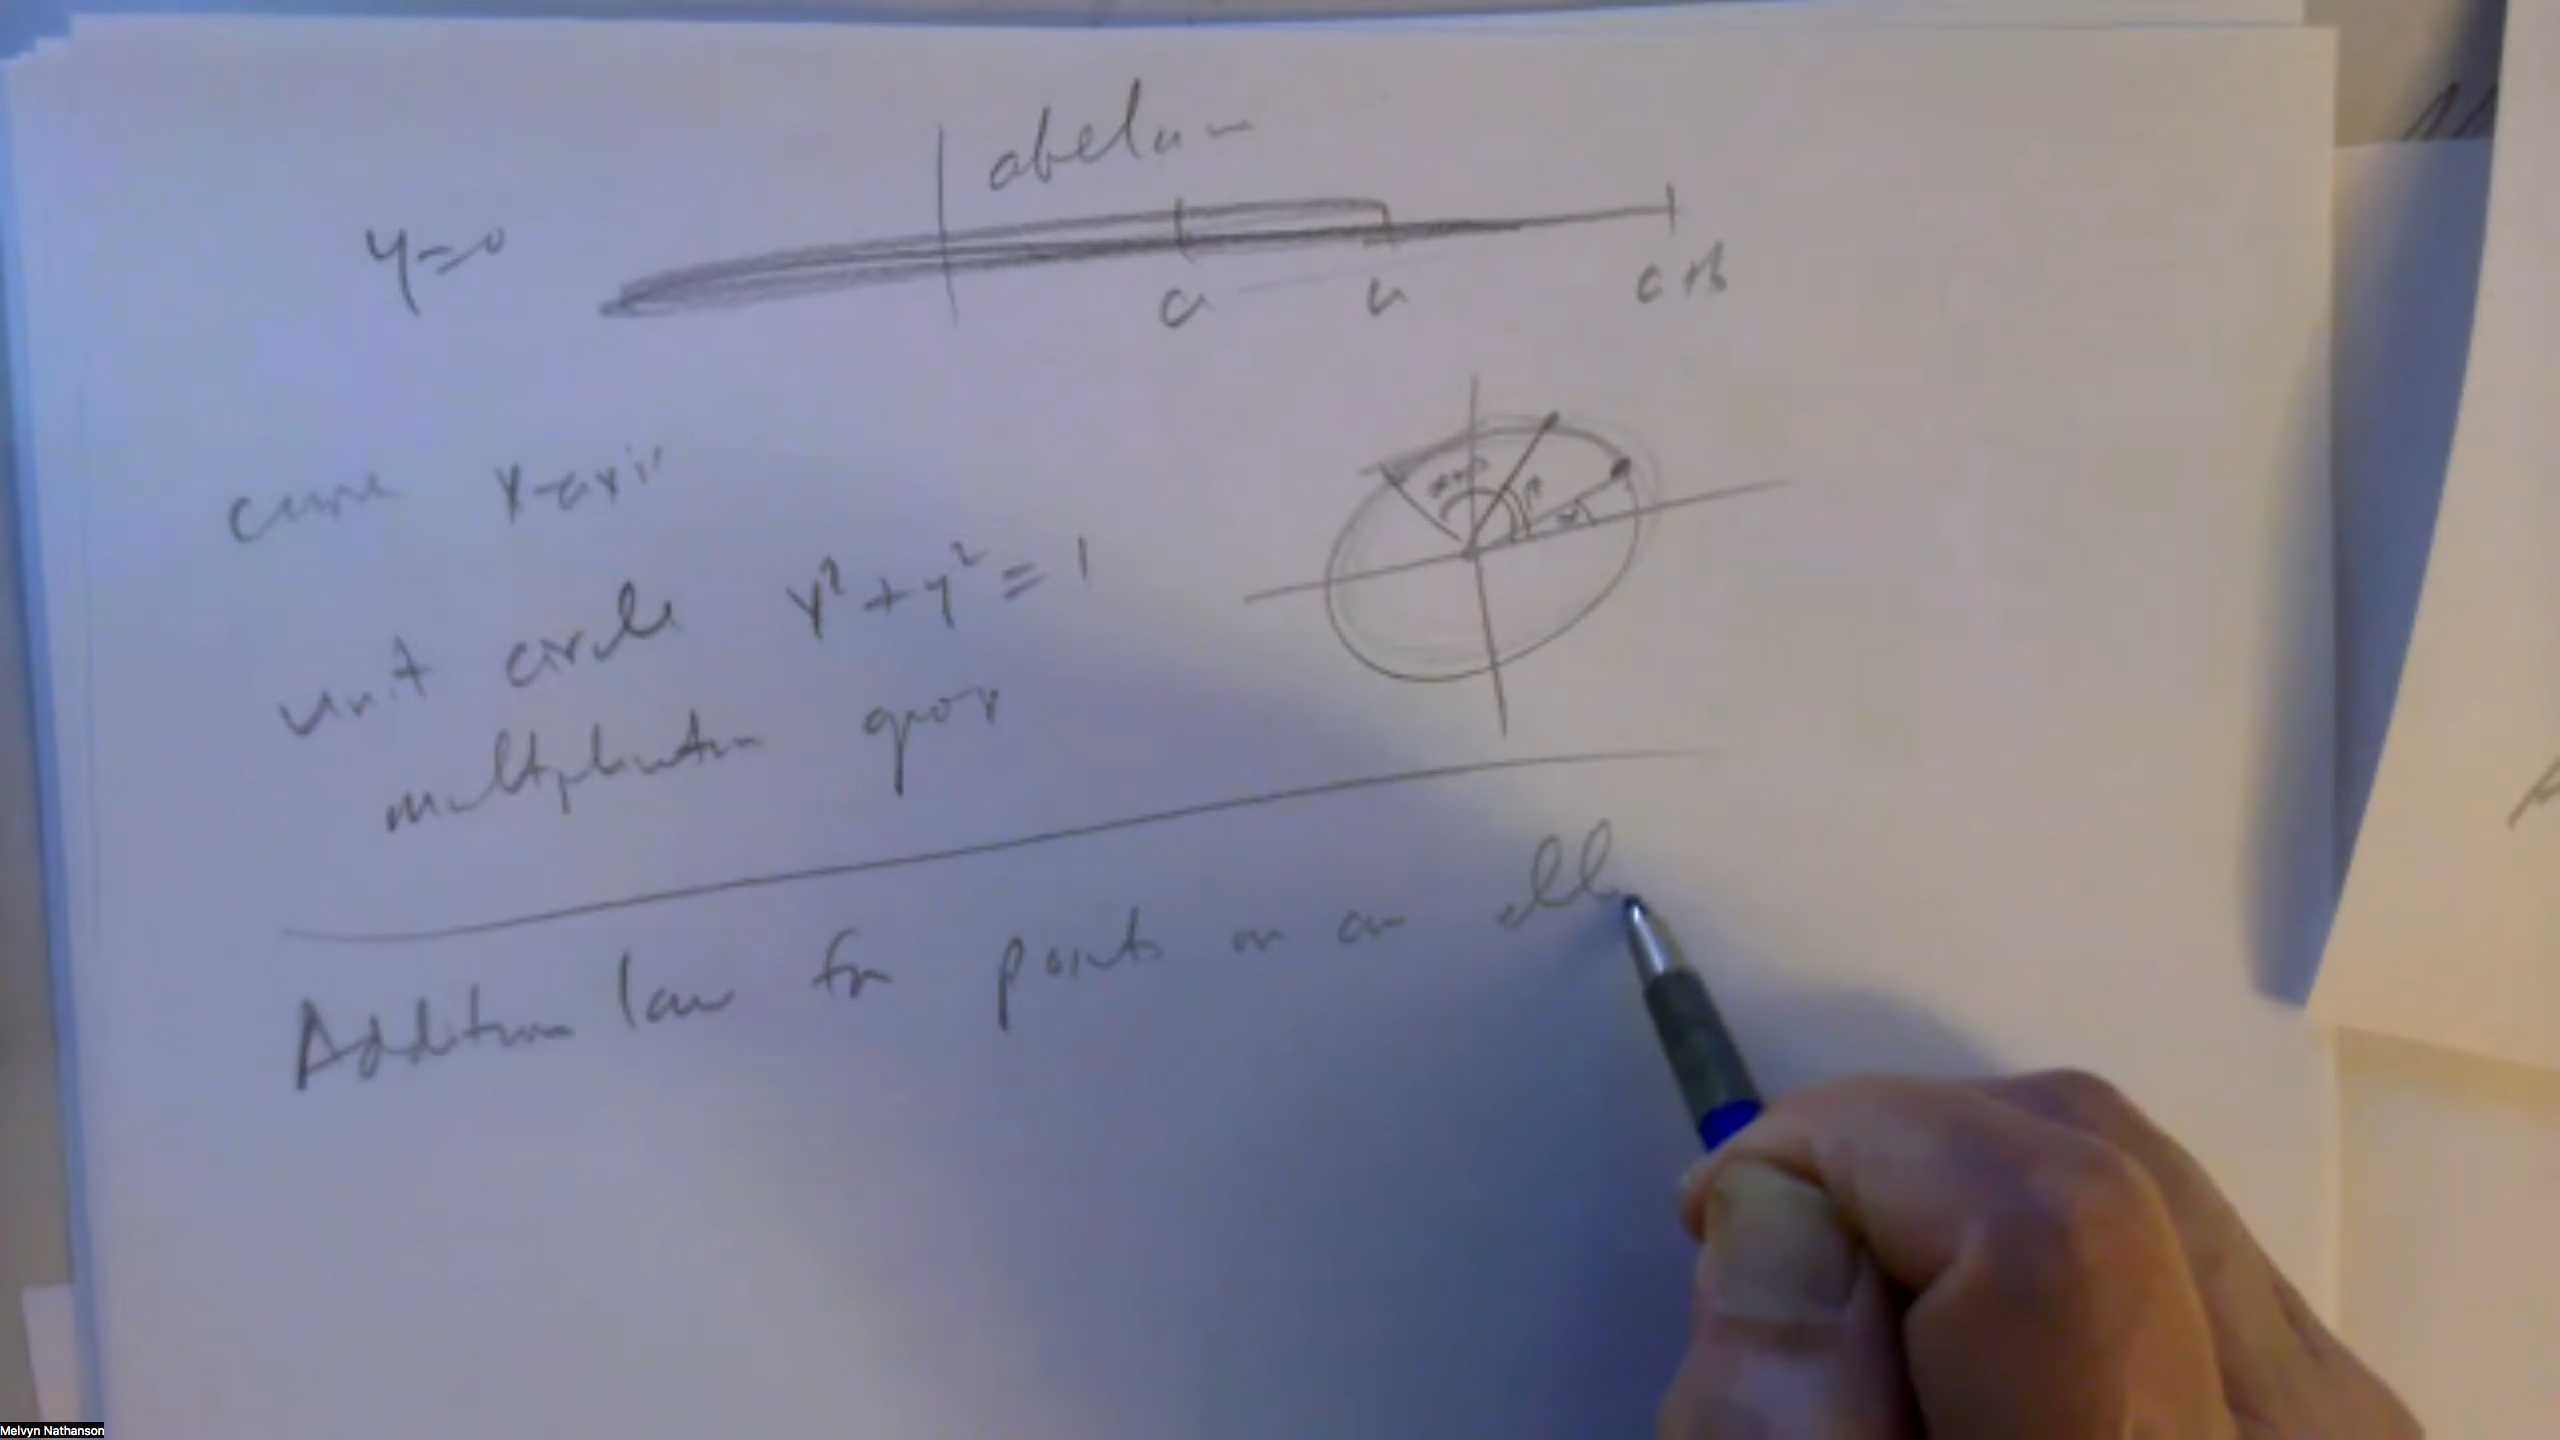 abelian
y=0
a
a+b
curve x-axis
α+β β α
unit circle x²+y²=1
multiplication group
Addition law for points on an ell
Melvyn Nathanson